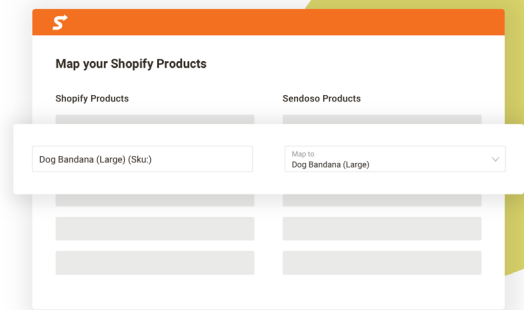 Map your Shopify Products
Shopify Products
Sendoso Products
Dog Bandana (Large) (Sku:)
Map to
Dog Bandana (Large)